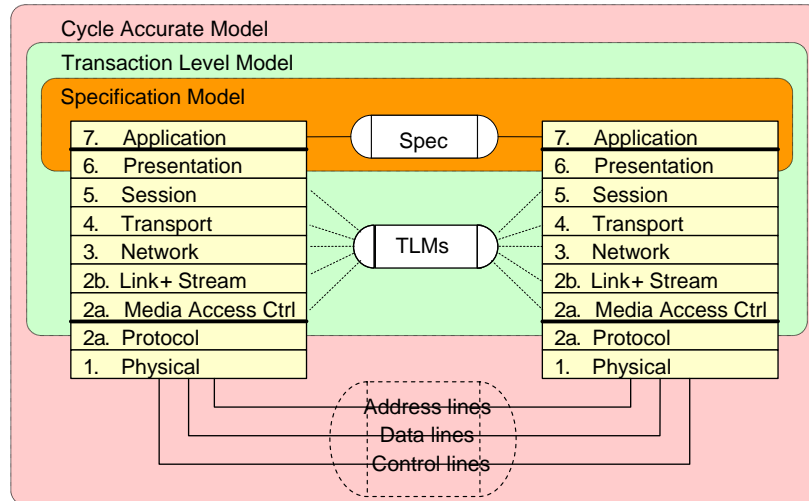 Cycle Accurate Model
Transaction Level Model
Specification Model
7. Application
6. Presentation
5. Session
4. Transport
3. Network
2b. Link+ Stream
2a. Media Access Ctrl
2a. Protocol
1. Physical
Spec
TLMs
7. Application
6. Presentation
5. Session
4. Transport
3. Network
2b. Link+ Stream
2a. Media Access Ctrl
2a. Protocol
1. Physical
Address lines
Data lines
Control lines